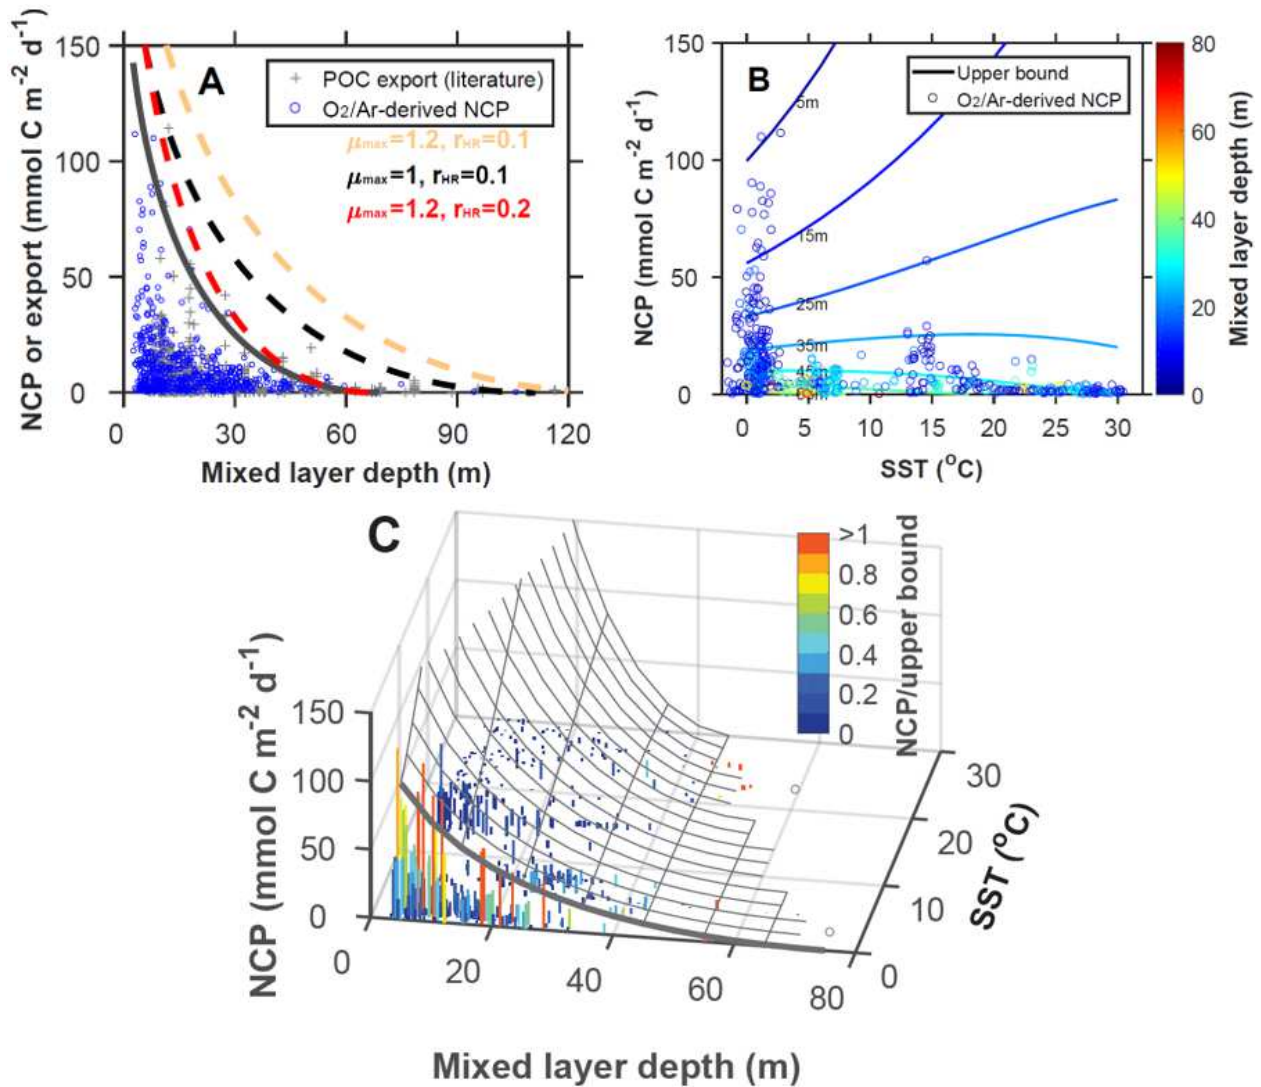 A
NCP or export (mmol C m⁻² d⁻¹)
150
100
50
0
POC export (literature)
O₂/Ar-derived NCP
μmax=1.2, rHR=0.1
μmax=1, rHR=0.1
μmax=1.2, rHR=0.2
0 30 60 90 120
Mixed layer depth (m)
B
NCP (mmol C m⁻² d⁻¹)
150
100
50
0
Upper bound
O₂/Ar-derived NCP
5m
15m
25m
35m
45m
0 5 10 15 20 25 30
SST (°C)
80
60
40
20
0
Mixed layer depth (m)
C
NCP (mmol C m⁻² d⁻¹)
150
100
50
0
>1
0.8
0.6
0.4
0.2
0
NCP/upper bound
30
20
10
0
SST (°C)
0 20 40 60 80
Mixed layer depth (m)